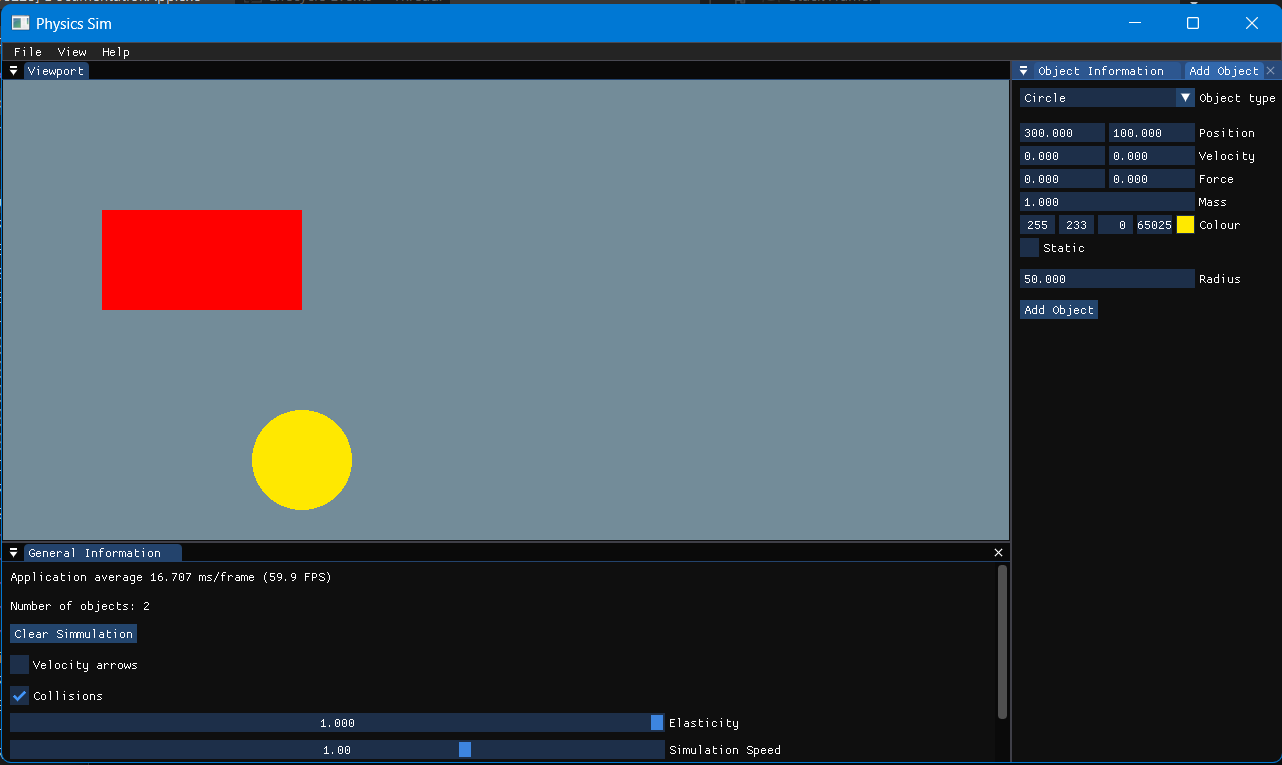 Physics Sim
File View Help
Viewport
Object Information Add Object
Circle Object type
300.000 100.000 Position
0.000 0.000 Velocity
0.000 0.000 Force
1.000 Mass
255 233 0 65025 Colour
Static
50.000 Radius
Add Object
General Information
Application average 16.707 ms/frame (59.9 FPS)
Number of objects: 2
Clear Simmulation
Velocity arrows
Collisions
1.000 Elasticity
1.00 Simulation Speed